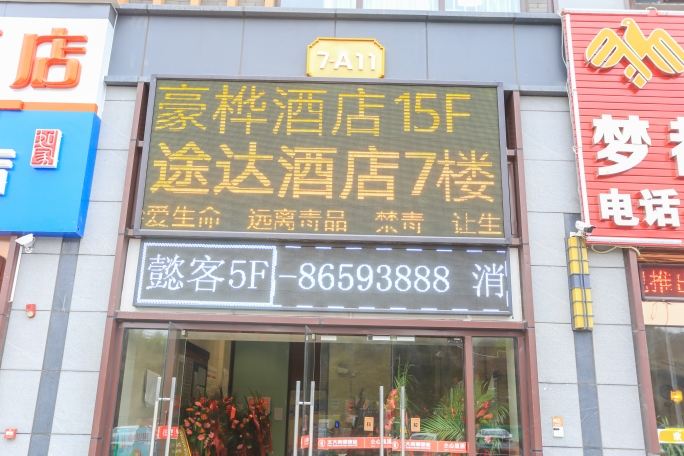 7-A11
店
豪桦酒店15F
途达酒店7楼
爱生命 远离毒品 禁毒 让生
懿客5F -86593888 消
梦
电话